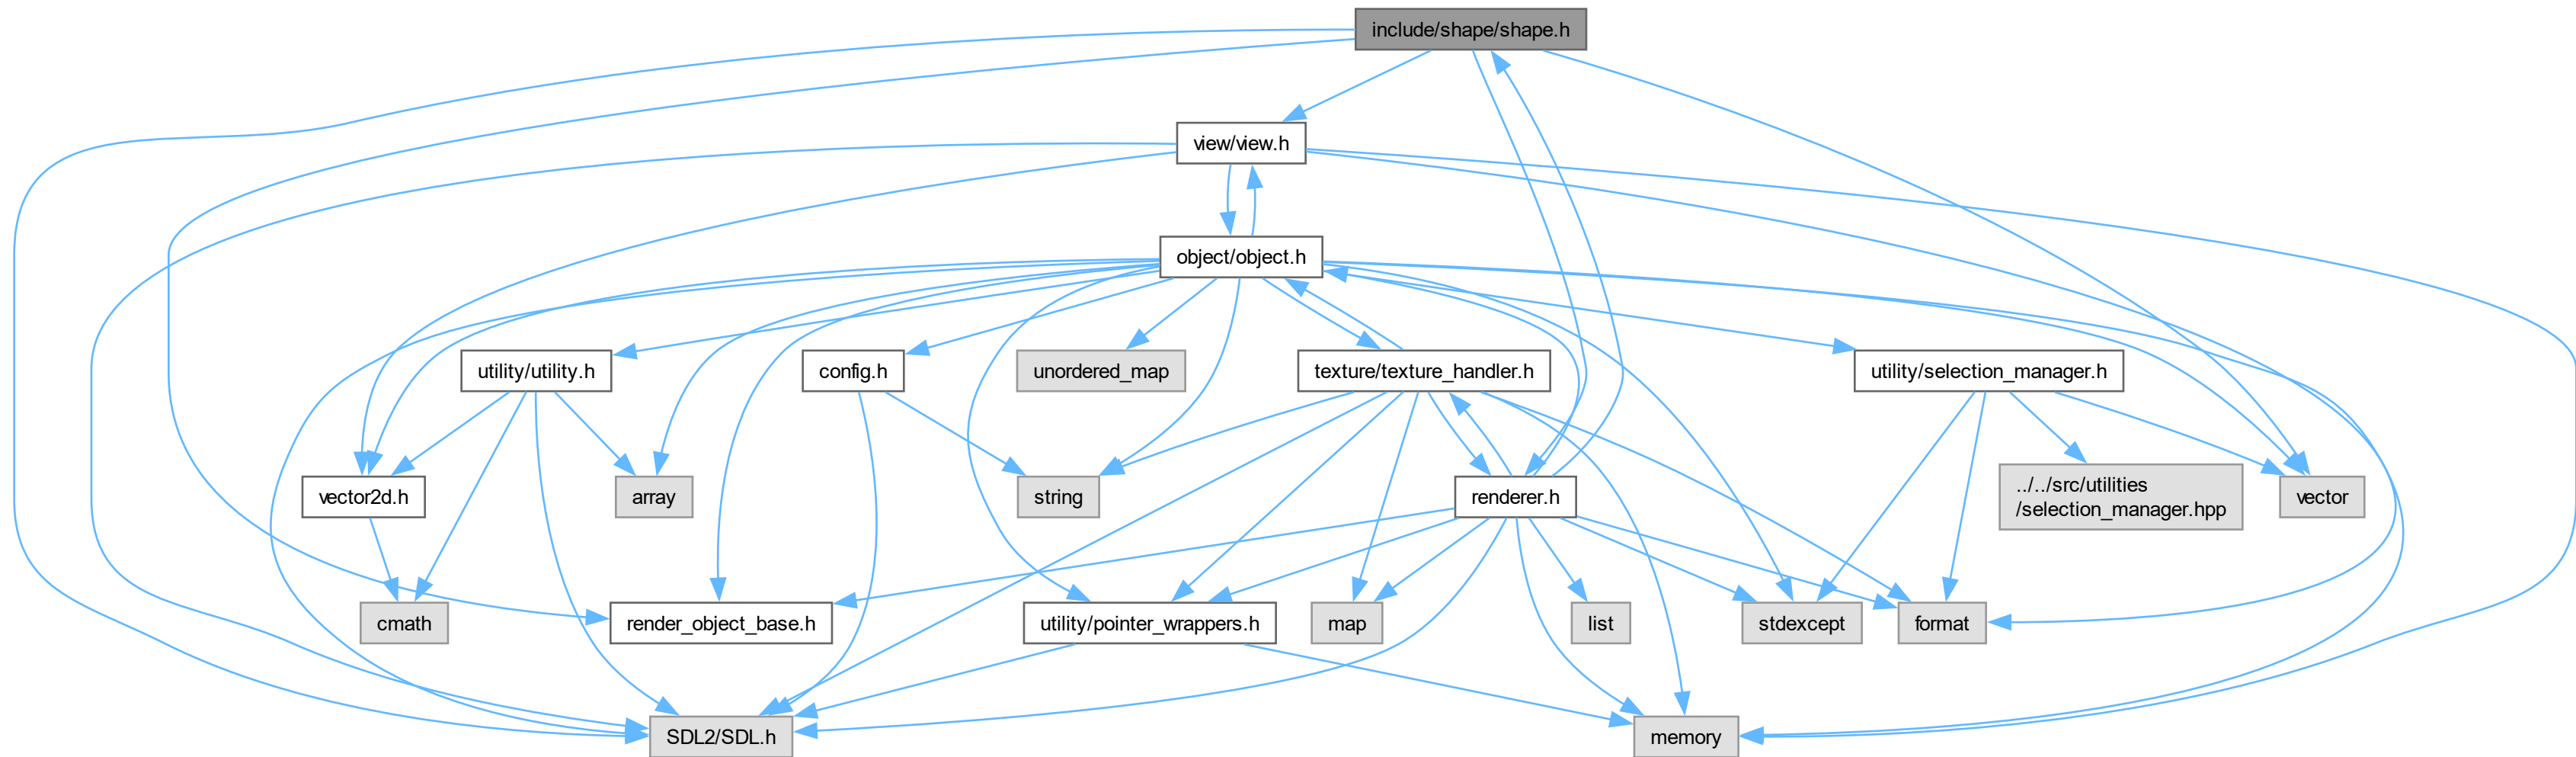 include/shape/shape.h
view/view.h
object/object.h
utility/utility.h
config.h
unordered_map
texture/texture_handler.h
utility/selection_manager.h
vector2d.h
array
string
renderer.h
../../src/utilities
/selection_manager.hpp
vector
cmath
render_object_base.h
utility/pointer_wrappers.h
map
list
stdexcept
format
SDL2/SDL.h
memory